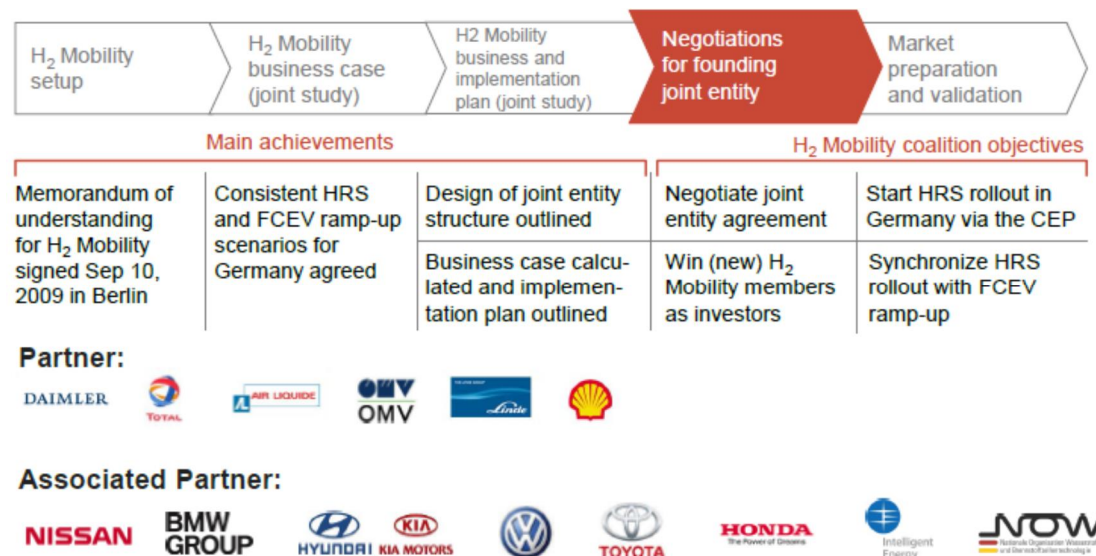 H₂ Mobility
setup
H₂ Mobility
business case
(joint study)
H2 Mobility
business and
implementation
plan (joint study)
Negotiations
for founding
joint entity
Market
preparation
and validation
Main achievements
H₂ Mobility coalition objectives
Memorandum of
understanding
for H₂ Mobility
signed Sep 10,
2009 in Berlin
Consistent HRS
and FCEV ramp-up
scenarios for
Germany agreed
Design of joint entity
structure outlined
Business case calcu-
lated and implemen-
tation plan outlined
Negotiate joint
entity agreement
Win (new) H₂
Mobility members
as investors
Start HRS rollout in
Germany via the CEP
Synchronize HRS
rollout with FCEV
ramp-up
Partner:
DAIMLER
TOTAL
AIR LIQUIDE
OMV
OMV
THE LINDE GROUP
Linde
Associated Partner:
NISSAN
BMW
GROUP
HYUNDAI
KIA
KIA MOTORS
VW
TOYOTA
HONDA
The Power of Dreams
Intelligent
Energy
NOW